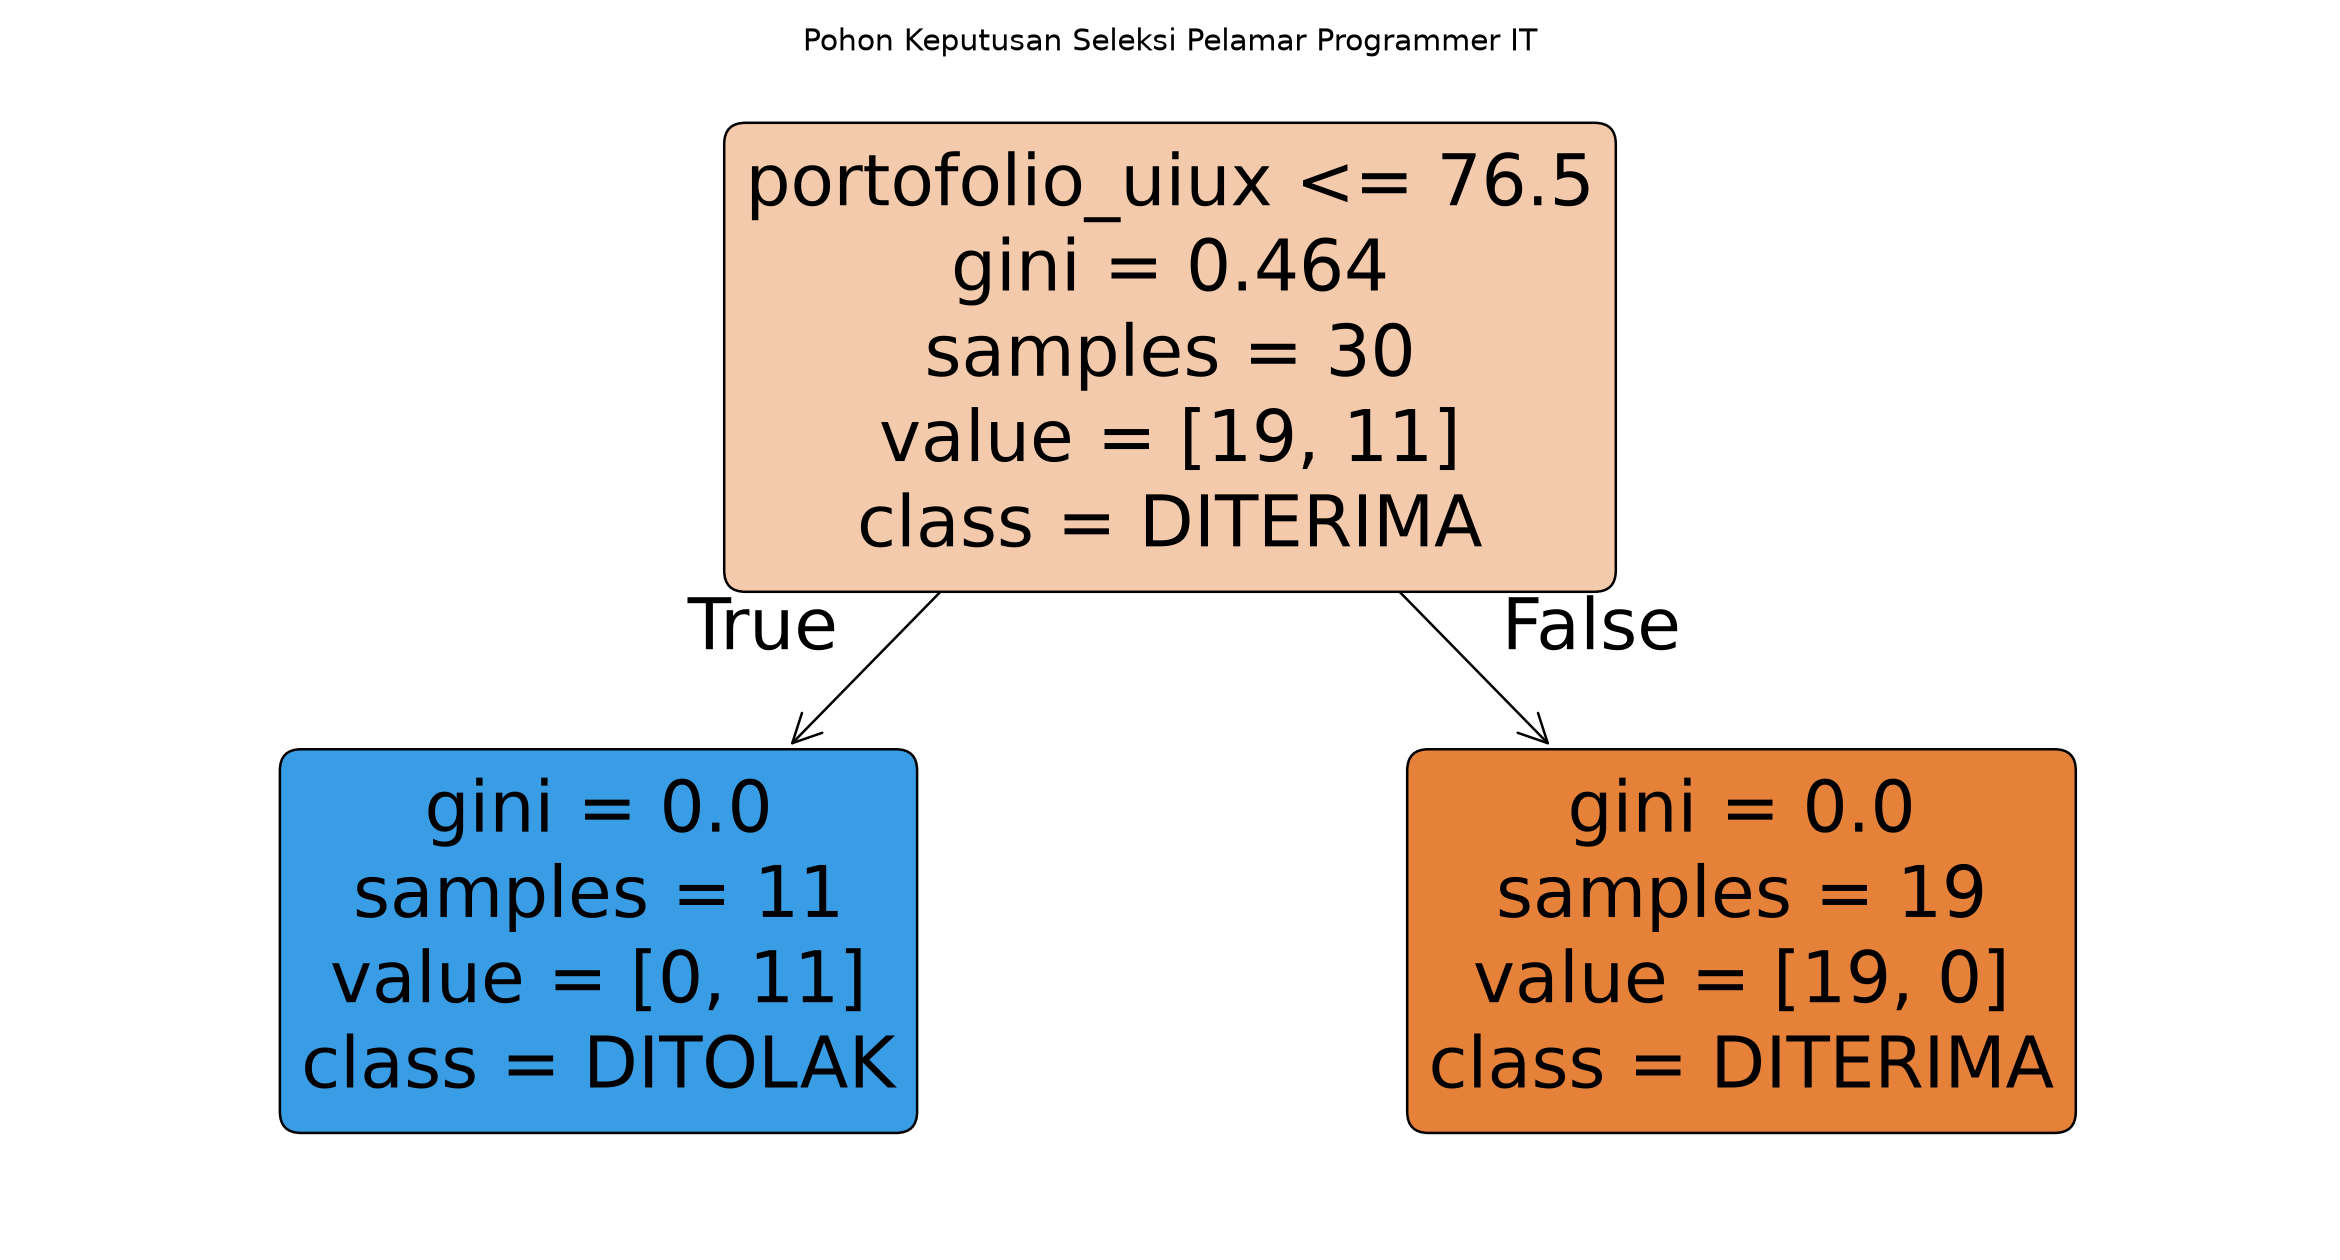 Pohon Keputusan Seleksi Pelamar Programmer IT
portofolio_uiux <= 76.5
gini = 0.464
samples = 30
value = [19, 11]
class = DITERIMA
True
False
gini = 0.0
samples = 11
value = [0, 11]
class = DITOLAK
gini = 0.0
samples = 19
value = [19, 0]
class = DITERIMA